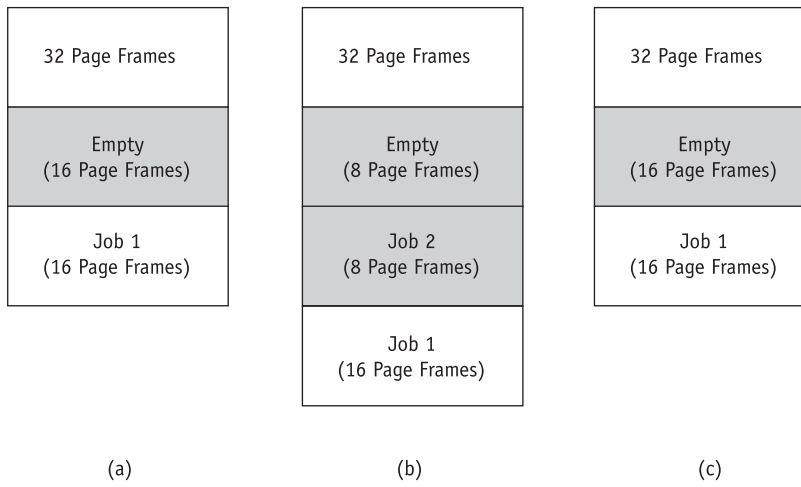 32 Page Frames
Empty
(16 Page Frames)
Job 1
(16 Page Frames)
(a)
32 Page Frames
Empty
(8 Page Frames)
Job 2
(8 Page Frames)
Job 1
(16 Page Frames)
(b)
32 Page Frames
Empty
(16 Page Frames)
Job 1
(16 Page Frames)
(c)